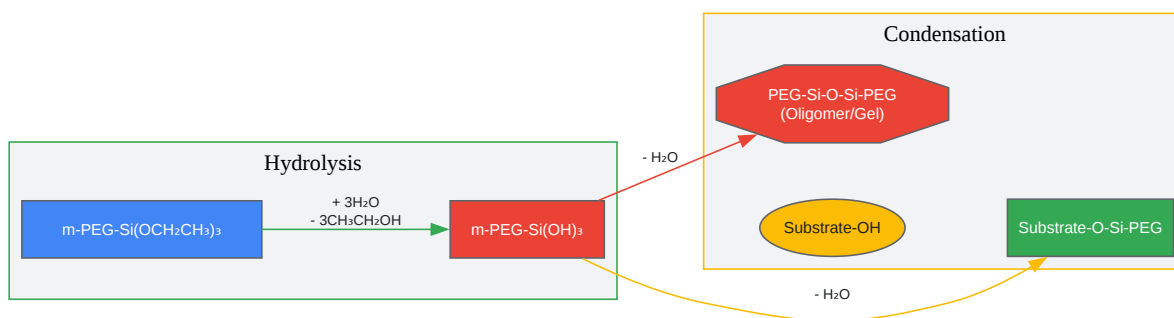 Hydrolysis
m-PEG-Si(OCH₂CH₃)₃
+ 3H₂O
- 3CH₃CH₂OH
m-PEG-Si(OH)₃
- H₂O
- H₂O
Condensation
PEG-Si-O-Si-PEG
(Oligomer/Gel)
Substrate-OH
Substrate-O-Si-PEG